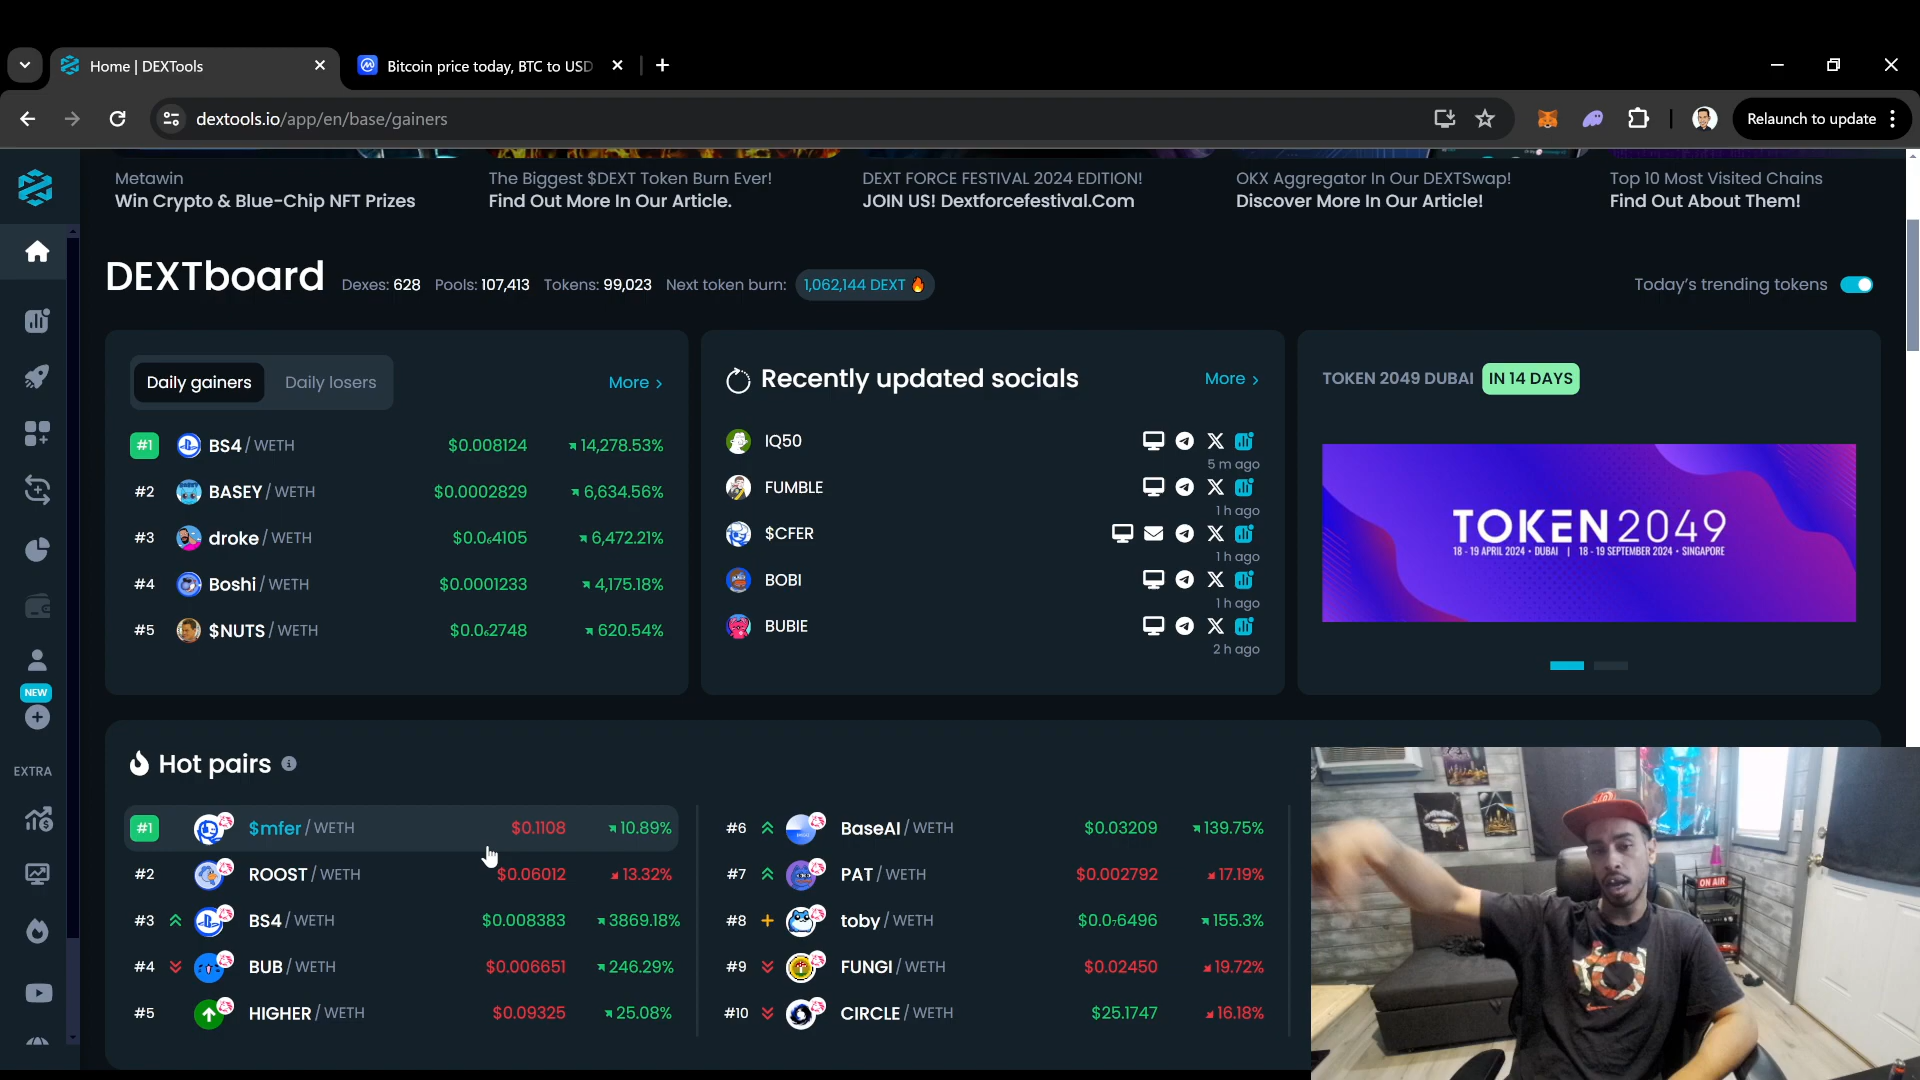 Home | DEXTools
Bitcoin price today, BTC to USD
dextools.io/app/en/base/gainers
Relaunch to update
Metawin
Win Crypto & Blue-Chip NFT Prizes
The Biggest $DEXT Token Burn Ever!
Find Out More In Our Article.
DEXT FORCE FESTIVAL 2024 EDITION!
JOIN US! Dextforcefestival.Com
OKX Aggregator In Our DEXTSwap!
Discover More In Our Article!
Top 10 Most Visited Chains
Find Out About Them!
DEXTboard
Dexes: 628 Pools: 107,413 Tokens: 99,023 Next token burn: 1,062,144 DEXT
Today's trending tokens
Daily gainers
Daily losers
More >
#1 BS4 / WETH $0.008124 14,278.53%
#2 BASEY / WETH $0.0002829 6,634.56%
#3 droke / WETH $0.0₆4105 6,472.21%
#4 Boshi / WETH $0.0001233 4,175.18%
#5 $NUTS / WETH $0.0₆2748 620.54%
Recently updated socials
More >
IQ50
5 m ago
FUMBLE
1 h ago
$CFER
1 h ago
BOBI
1 h ago
BUBIE
2 h ago
TOKEN 2049 DUBAI IN 14 DAYS
TOKEN2049
18 - 19 APRIL 2024 • DUBAI | 18 - 19 SEPTEMBER 2024 • SINGAPORE
NEW
EXTRA
Hot pairs
#1 $mfer / WETH $0.1108 10.89%
#2 ROOST / WETH $0.06012 13.32%
#3 BS4 / WETH $0.008383 3869.18%
#4 BUB / WETH $0.006651 246.29%
#5 HIGHER / WETH $0.09325 25.08%
#6 BaseAI / WETH $0.03209 139.75%
#7 PAT / WETH $0.002792 17.19%
#8 toby / WETH $0.0₇6496 155.3%
#9 FUNGI / WETH $0.02450 19.72%
#10 CIRCLE / WETH $25.1747 16.18%
ON AIR